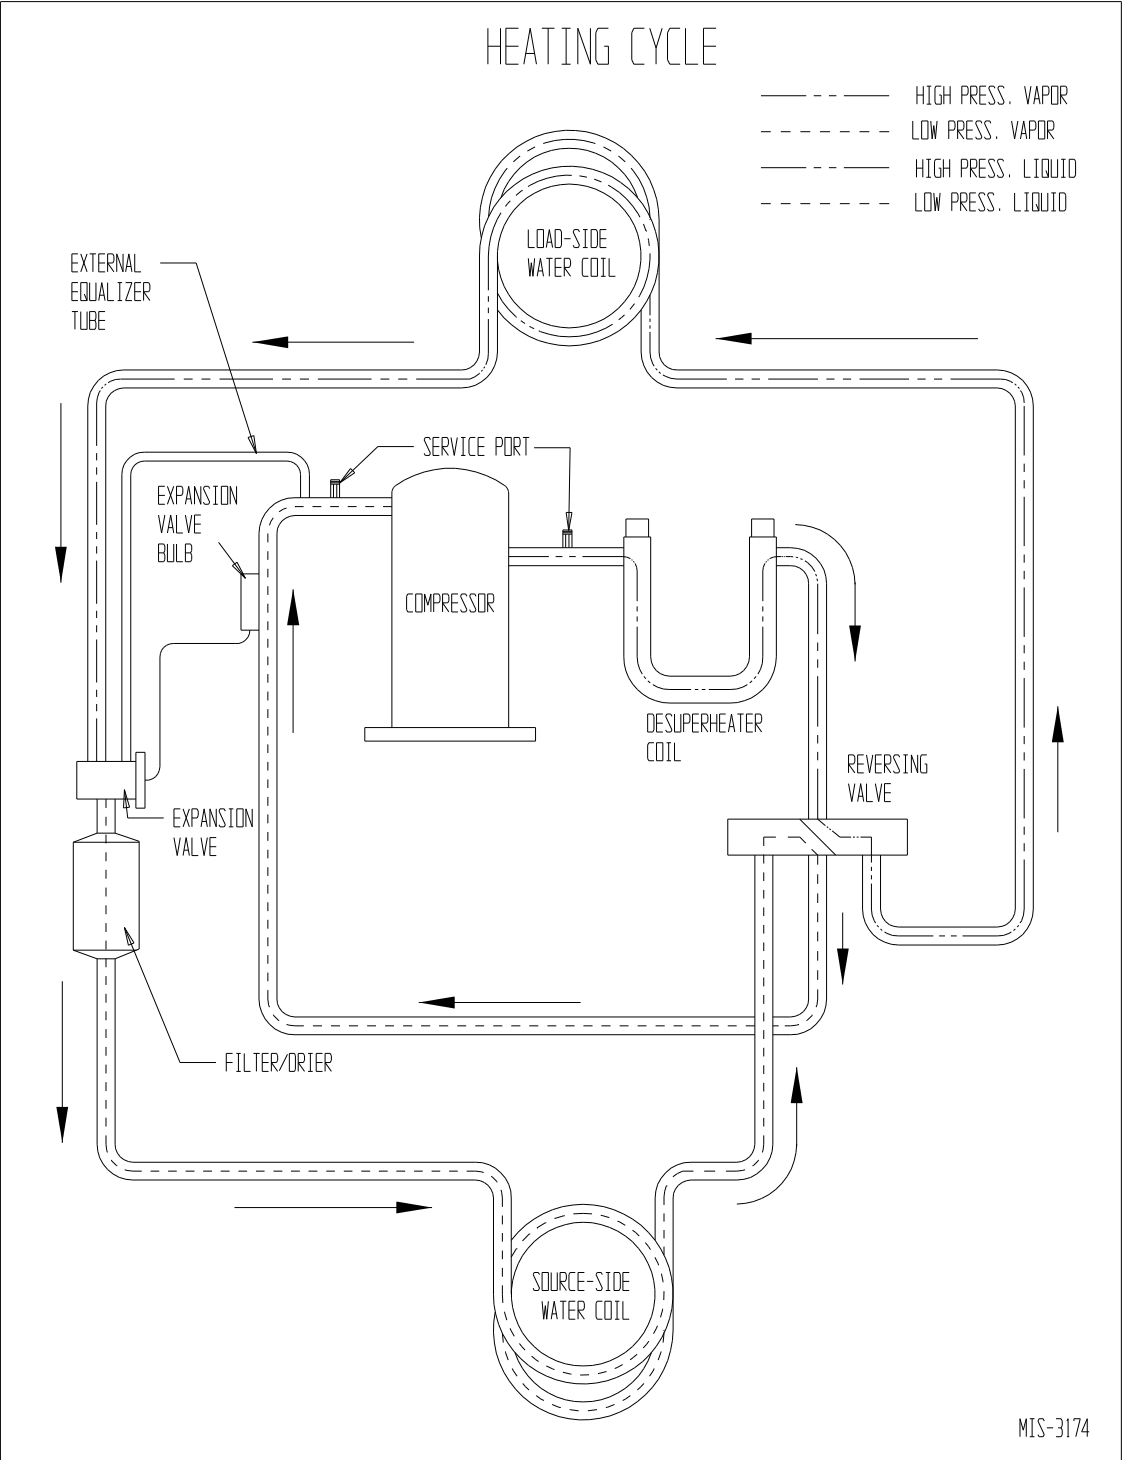 HEATING CYCLE
HIGH PRESS. VAPOR
LOW PRESS. VAPOR
HIGH PRESS. LIQUID
LOW PRESS. LIQUID
LOAD-SIDE
WATER COIL
EXTERNAL
EQUALIZER
TUBE
SERVICE PORT
EXPANSION
VALVE
BULB
COMPRESSOR
DESUPERHEATER
COIL
REVERSING
VALVE
EXPANSION
VALVE
FILTER/DRIER
SOURCE-SIDE
WATER COIL
MIS-3174